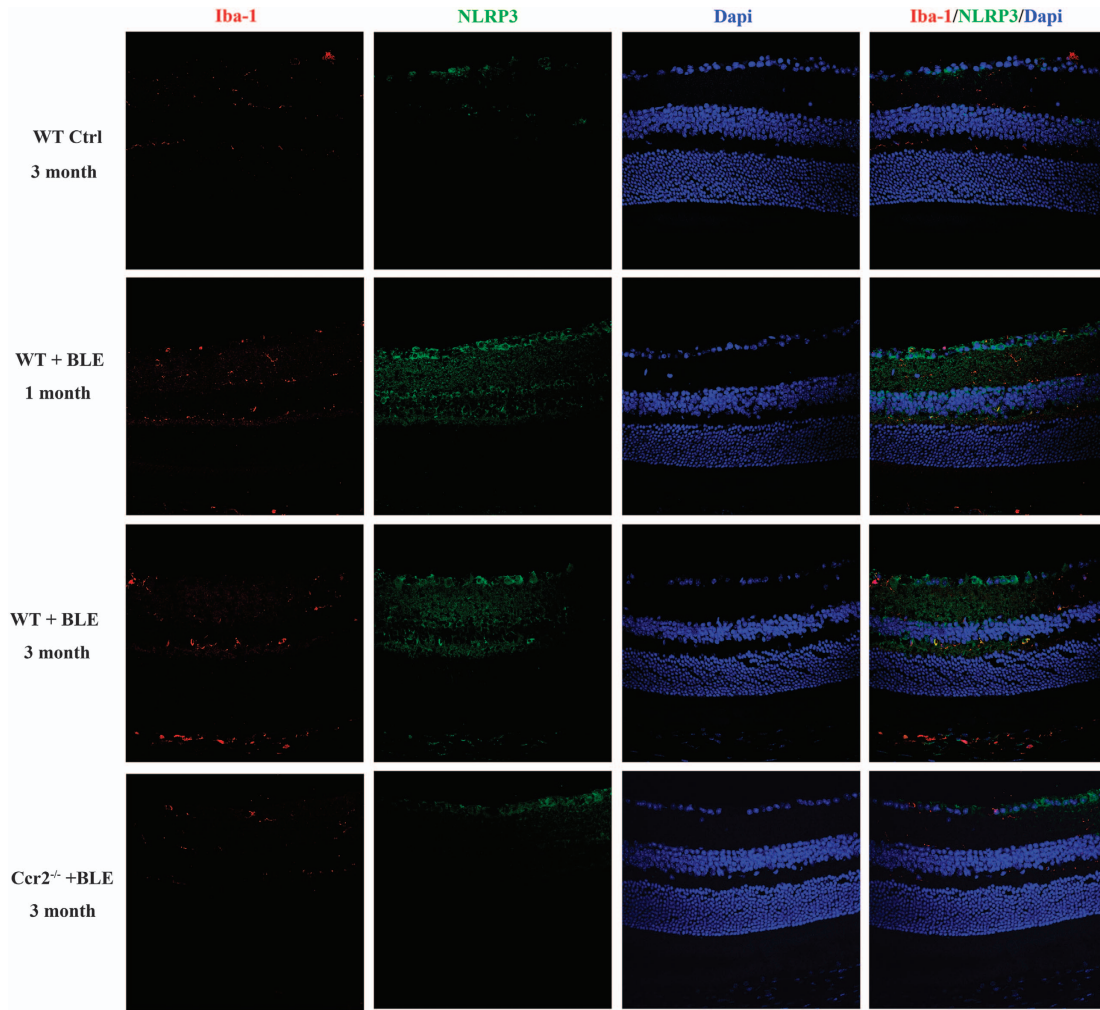 Iba-1 NLRP3 Dapi Iba-1/NLRP3/Dapi
WT Ctrl
3 month
WT + BLE
1 month
WT + BLE
3 month
Ccr2-/- +BLE
3 month